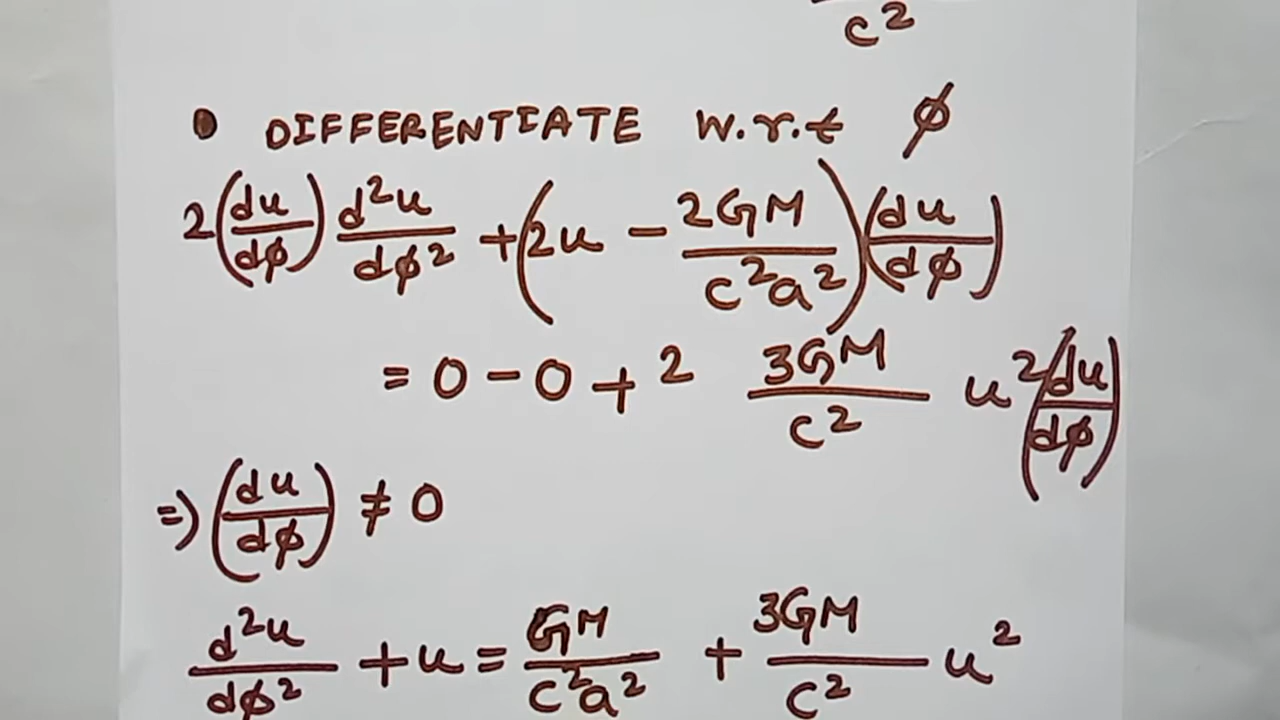 c²
• DIFFERENTIATE w.r.t ϕ
2(du/dϕ) d²u/dϕ² + (2u − 2GM/c²a²)(du/dϕ)
= 0 − 0 + 2 3GM/c² u²(du/dϕ)
⇒ (du/dϕ) ≠ 0
d²u/dϕ² + u = GM/c²a² + 3GM/c² u²